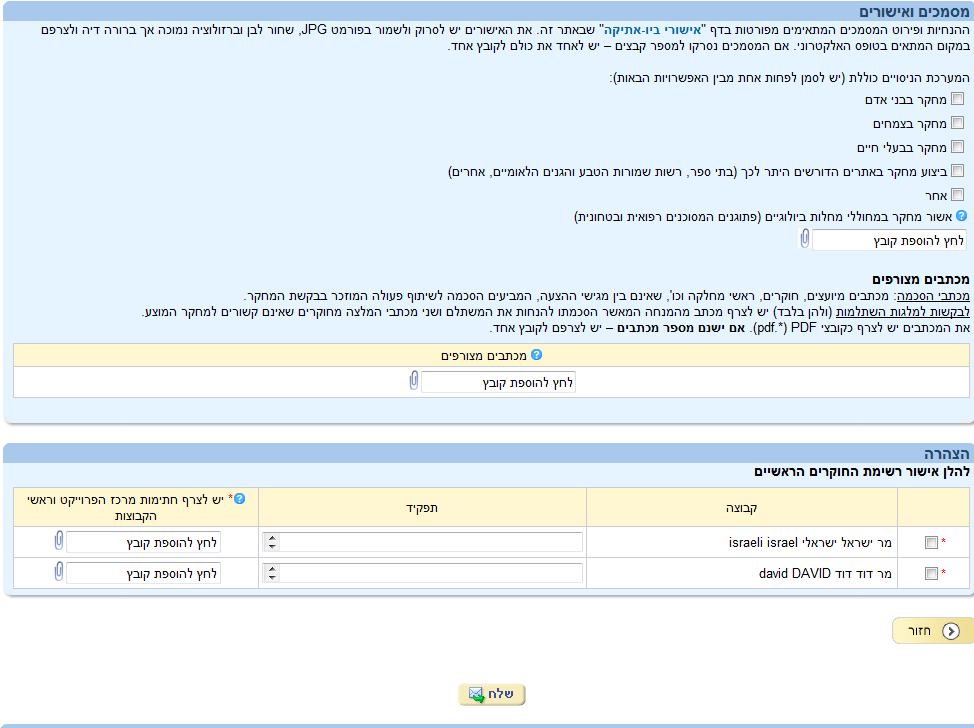 מסמכים ואישורים
ההנחיות ופירוט המסמכים המתאימים מפורטות בדף "אישורי ביו-אתיקה" שבאתר זה. את האישורים יש לסרוק ולשמור בפורמט JPG, שחור לבן וברזולוציה נמוכה אך ברורה דיה ולצרפם
במקום המתאים בטופס האלקטרוני. אם המסמכים נסרקו למספר קבצים – יש לאחד את כולם לקובץ אחד.
המערכת הניסויים כוללת (יש לסמן לפחות אחת מבין האפשרויות הבאות):
מחקר בבני אדם
מחקר בצמחים
מחקר בבעלי חיים
ביצוע מחקר באתרים הדורשים היתר לכך (בתי ספר, רשות שמורות הטבע והגנים הלאומיים, אחרים)
אחר
אשור מחקר במחוללי מחלות ביולוגיים (פתוגנים המסוכנים רפואית ובטחונית)
לחץ להוספת קובץ
מכתבים מצורפים
מכתבי הסכמה: מכתבים מיועצים, חוקרים, ראשי מחלקה וכו', שאינם בין מגישי ההצעה, המביעים הסכמה לשיתוף פעולה המוזכר בבקשת המחקר.
לבקשות למלגות השתלמות (ולהן בלבד) יש לצרף מכתב מהמנחה המאשר הסכמתו להנחות את המשתלם ושני מכתבי המלצה מחוקרים שאינם קשורים למחקר המוצע.
את המכתבים יש לצרף כקובצי PDF (*.pdf). אם ישנם מספר מכתבים – יש לצרפם לקובץ אחד.
מכתבים מצורפים
לחץ להוספת קובץ
הצהרה
להלן אישור רשימת החוקרים הראשיים
קבוצה תפקיד * יש לצרף חתימות מרכז הפרוייקט וראשי
הקבוצות
* מר ישראל ישראלי israeli israel לחץ להוספת קובץ
* מר דוד דוד david DAVID לחץ להוספת קובץ
חזור
שלח